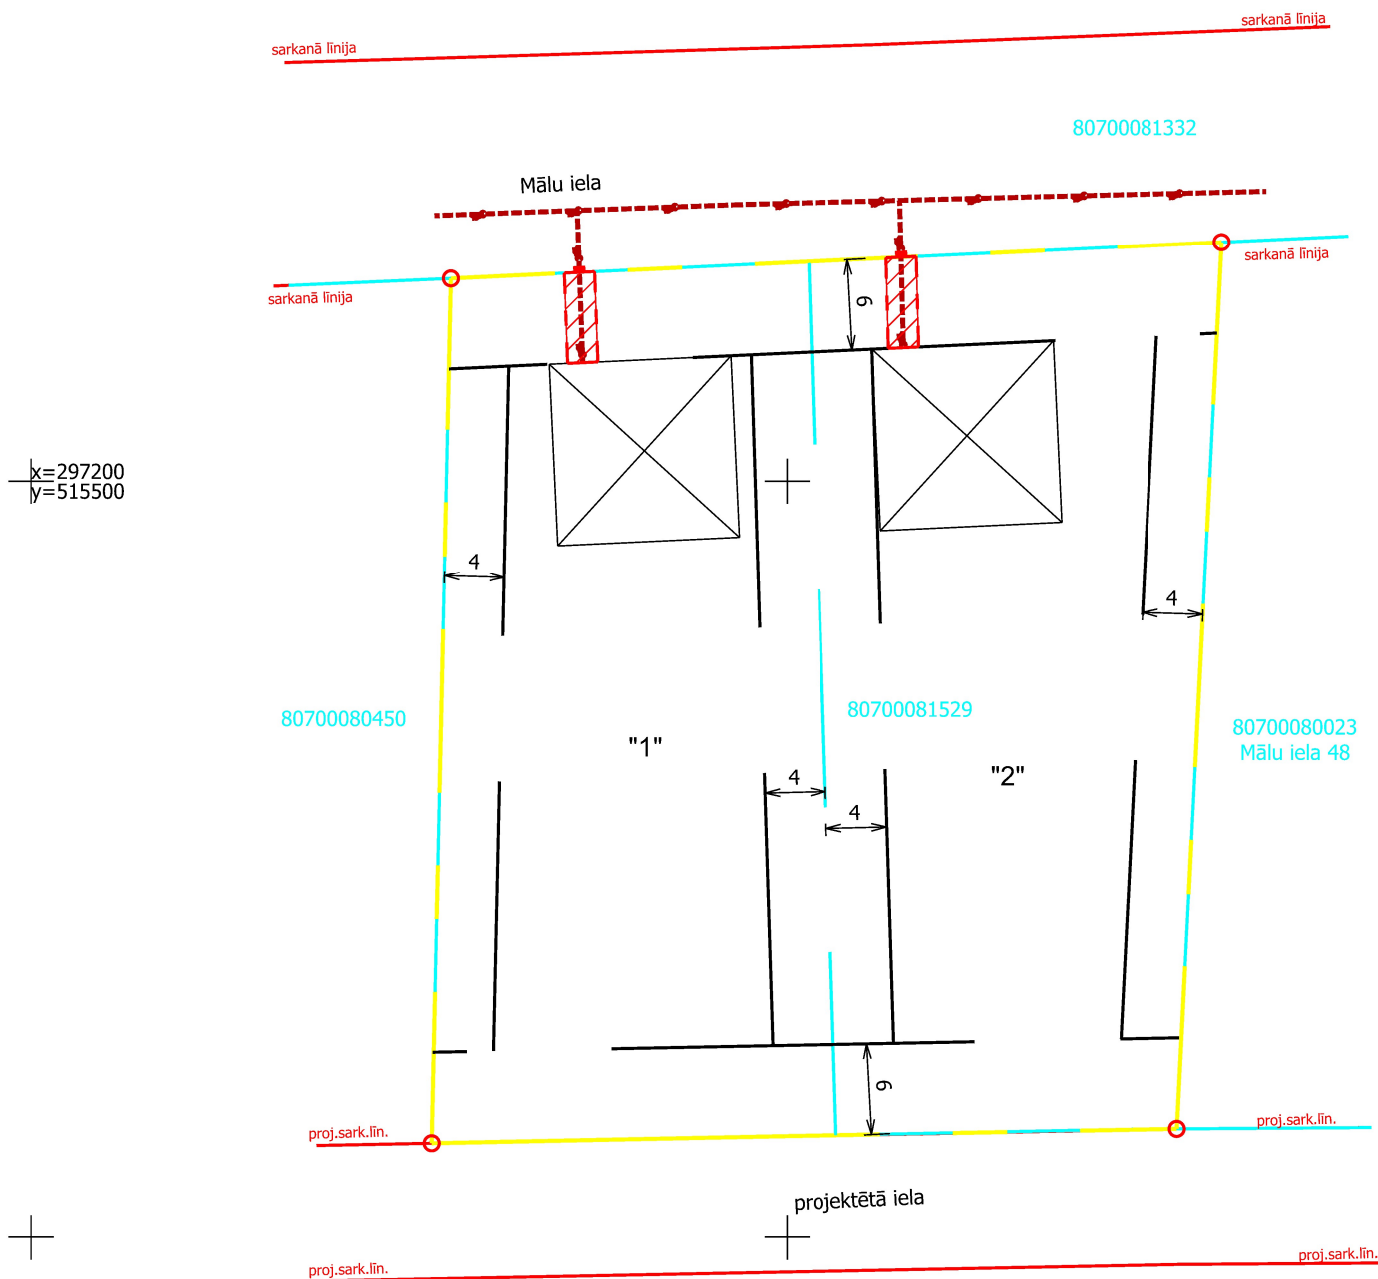 sarkanā līnija
sarkanā līnija
80700081332
Mālu iela
sarkanā līnija
sarkanā līnija
6
x=297200
y=515500
4
4
80700080450
80700081529
80700080023
Mālu iela 48
"1"
"2"
4
4
6
proj.sark.līn.
proj.sark.līn.
projektētā iela
proj.sark.līn.
proj.sark.līn.